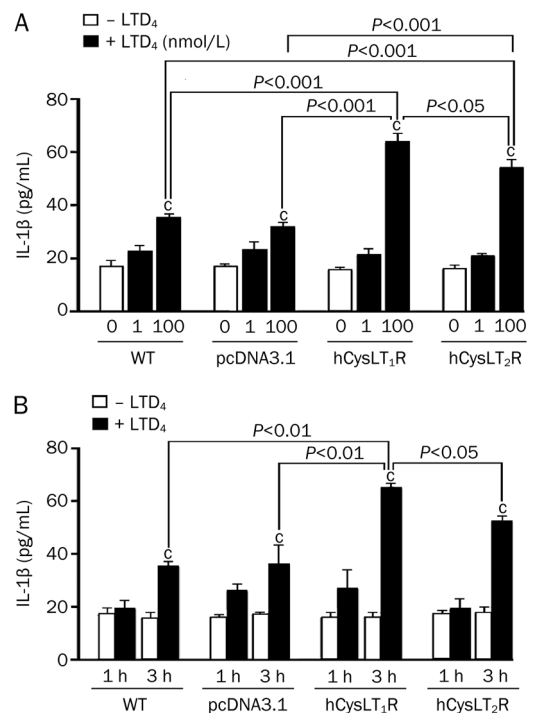 A
– LTD₄
+ LTD₄ (nmol/L)
P<0.001
P<0.001
P<0.001
P<0.001
P<0.05
c
c
c
c
80
60
40
20
0
IL-1β (pg/mL)
0 1 100 0 1 100 0 1 100 0 1 100
WT pcDNA3.1 hCysLT₁R hCysLT₂R
B
– LTD₄
+ LTD₄
P<0.01
P<0.01
P<0.05
c
c
c
c
80
60
40
20
0
IL-1β (pg/mL)
1 h 3 h 1 h 3 h 1 h 3 h 1 h 3 h
WT pcDNA3.1 hCysLT₁R hCysLT₂R